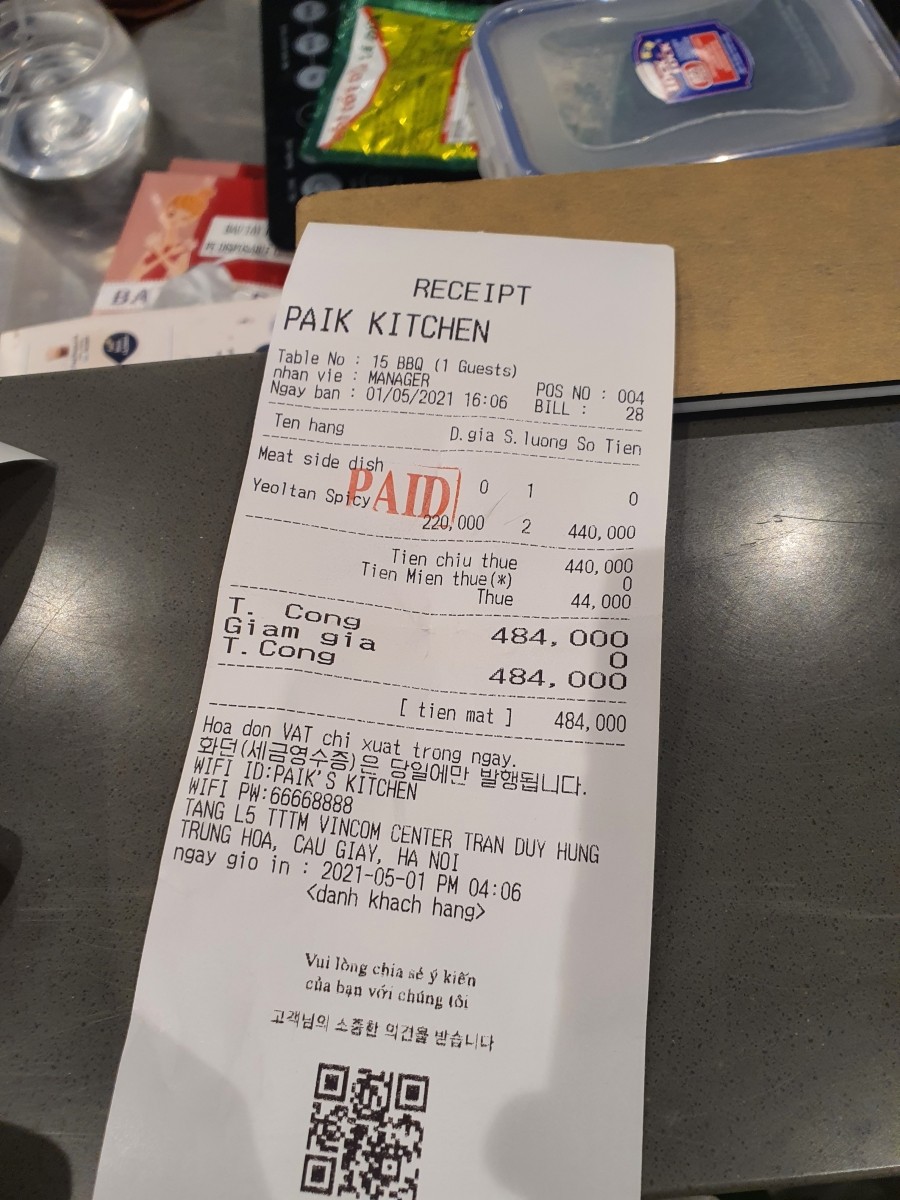 RECEIPT
PAIK KITCHEN
Table No : 15 BBQ (1 Guests)
nhan vie : MANAGER POS NO : 004
Ngay ban : 01/05/2021 16:06 BILL : 28
Ten hang D.gia S.luong So Tien
Meat side dish
0 1 0
Yeoltan Spicy
220,000 2 440,000
PAID
Tien chiu thue 440,000
Tien Mien thue(*) 0
Thue 44,000
T. Cong 484,000
Giam gia 0
T.Cong 484,000
[ tien mat ] 484,000
Hoa don VAT chi xuat trong ngay.
화던(세금영수증)은 당일에만 발행됩니다.
WIFI ID:PAIK'S KITCHEN
WIFI PW:66668888
TANG L5 TTTM VINCOM CENTER TRAN DUY HUNG
TRUNG HOA, CAU GIAY, HA NOI
ngay gio in : 2021-05-01 PM 04:06
<danh khach hang>
Vui lòng chia sẻ ý kiến
của bạn với chúng tôi
고객님의 소중한 의견을 받습니다